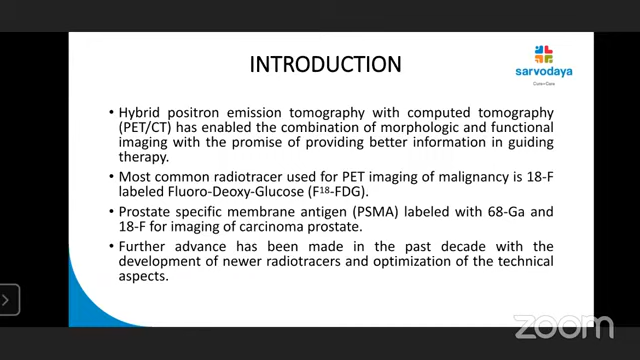 INTRODUCTION
sarvodaya
• Hybrid positron emission tomography with computed tomography
(PET/CT) has enabled the combination of morphologic and functional
imaging with the promise of providing better information in guiding
therapy.
• Most common radiotracer used for PET imaging of malignancy is 18-F
labeled Fluoro-Deoxy-Glucose (F18-FDG).
• Prostate specific membrane antigen (PSMA) labeled with 68-Ga and
18-F for imaging of carcinoma prostate.
• Further advance has been made in the past decade with the
development of newer radiotracers and optimization of the technical
aspects.
zoom